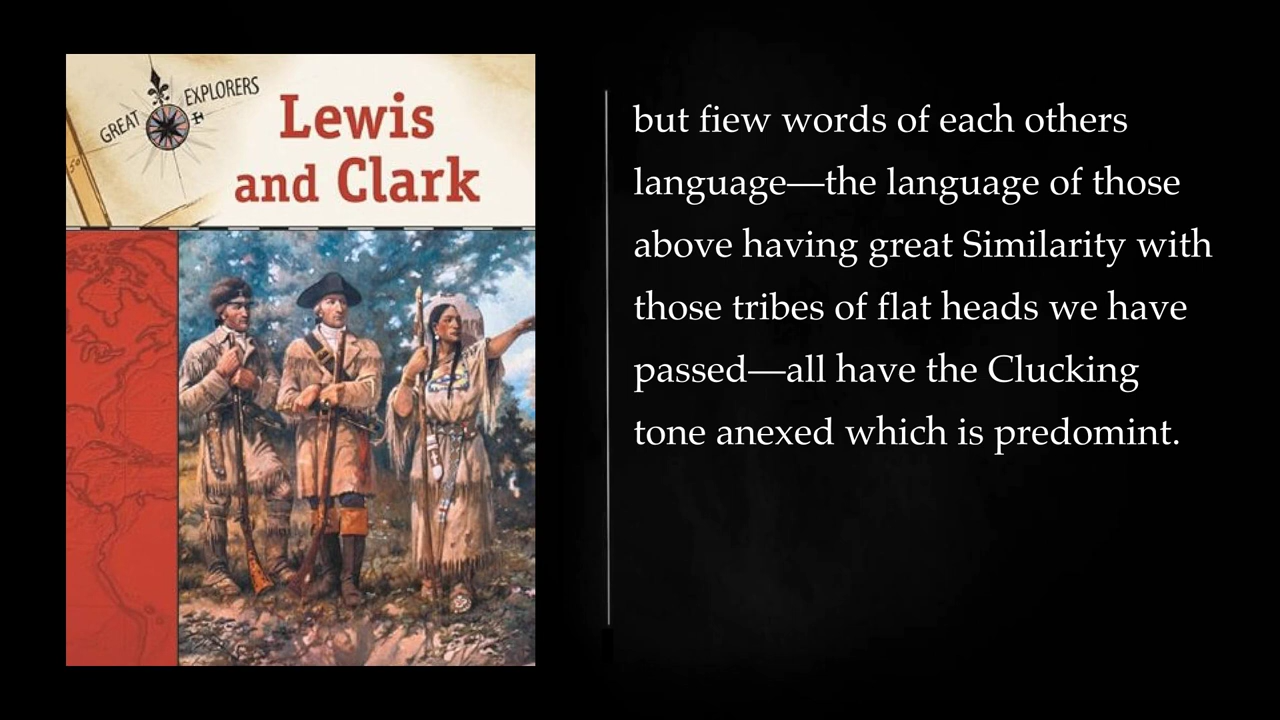 GREAT EXPLORERS
Lewis
and Clark
but fiew words of each others
language—the language of those
above having great Similarity with
those tribes of flat heads we have
passed—all have the Clucking
tone anexed which is predomint.